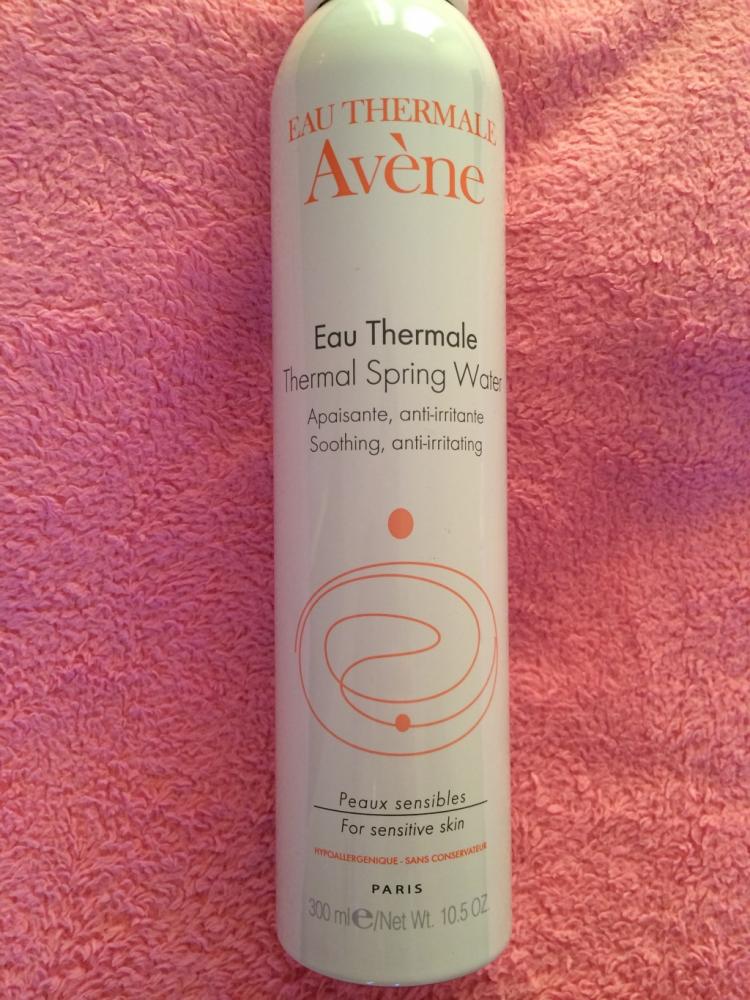 EAU THERMALE
Avène
Eau Thermale
Thermal Spring Water
Apaisante, anti-irritante
Soothing, anti-irritating
Peaux sensibles
For sensitive skin
HYPOALLERGENIQUE - SANS CONSERVATEUR
PARIS
300 ml e/Net Wt. 10.5 OZ.